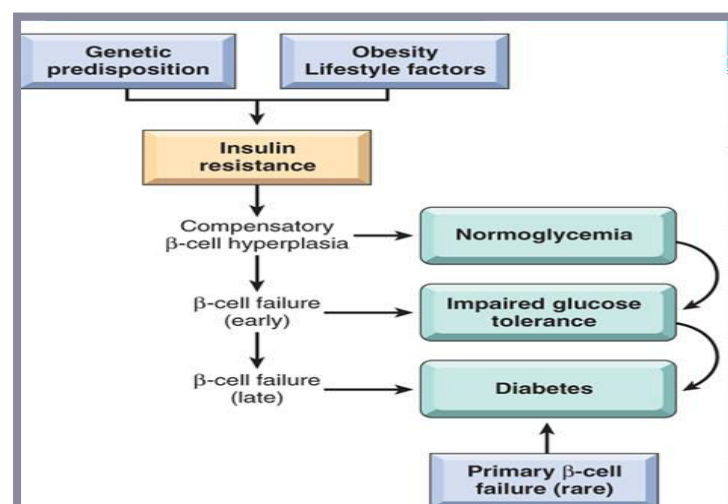 Genetic
predisposition
Obesity
Lifestyle factors
Insulin
resistance
Compensatory
β-cell hyperplasia
Normoglycemia
β-cell failure
(early)
Impaired glucose
tolerance
β-cell failure
(late)
Diabetes
Primary β-cell
failure (rare)